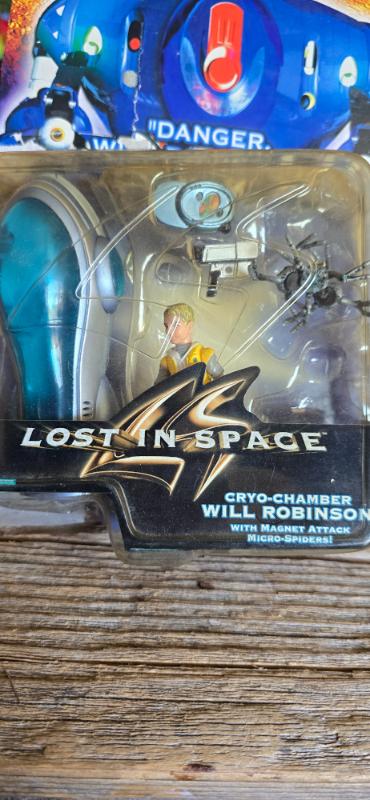 "DANGER,
LOST IN SPACE
CRYO-CHAMBER
WILL ROBINSON
WITH MAGNET ATTACK
MICRO-SPIDERS!